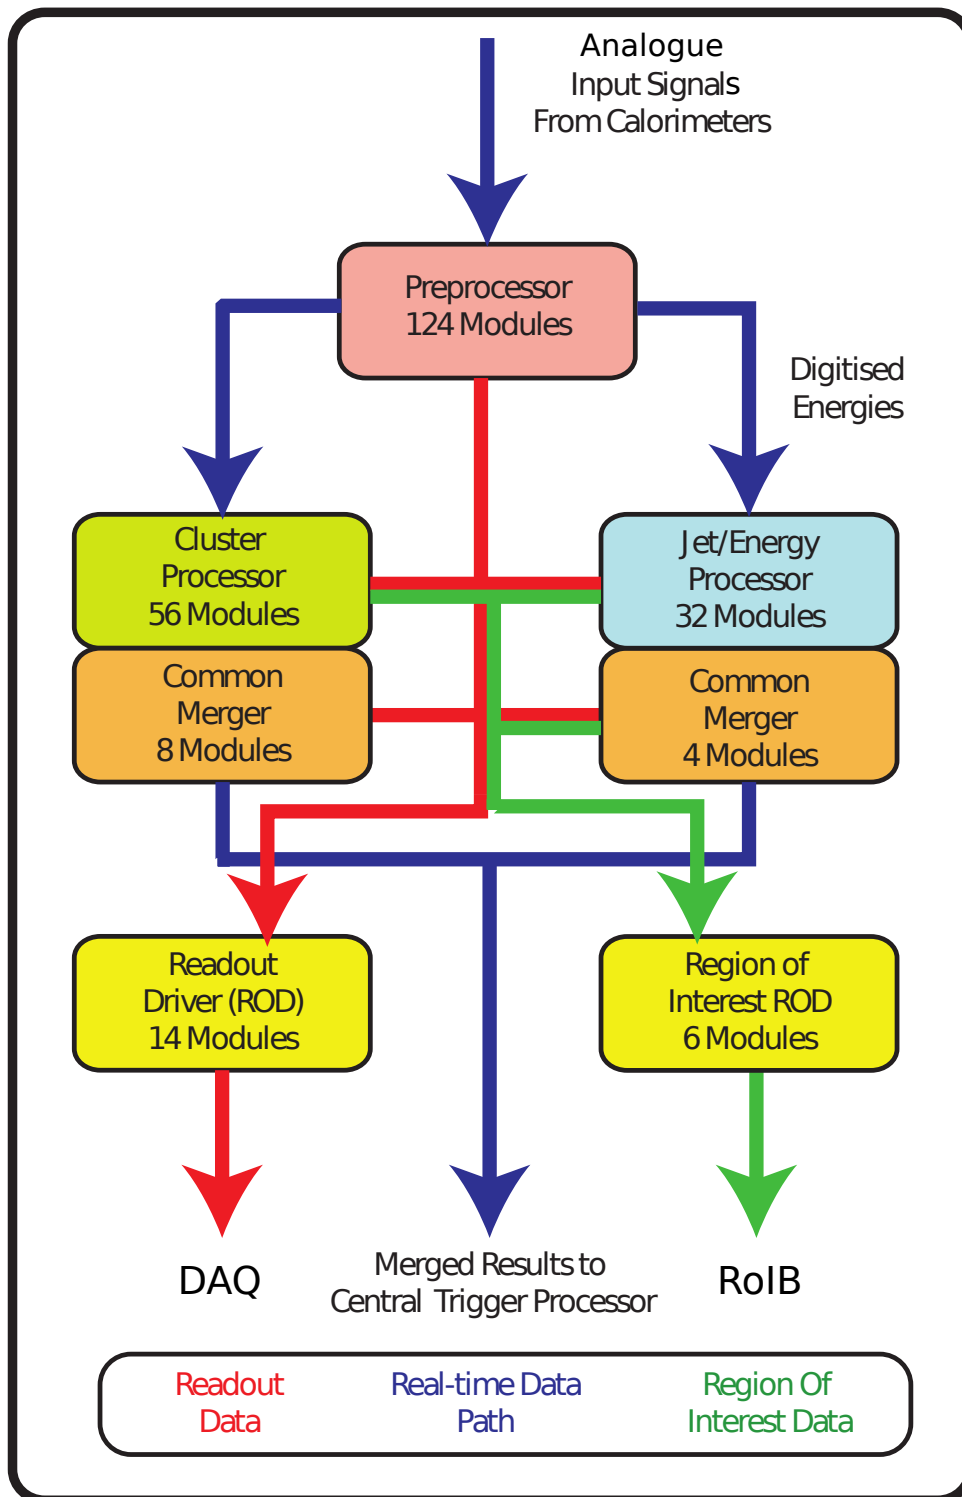 Analogue
Input Signals
From Calorimeters
Preprocessor
124 Modules
Digitised
Energies
Cluster
Processor
56 Modules
Jet/Energy
Processor
32 Modules
Common
Merger
8 Modules
Common
Merger
4 Modules
Readout
Driver (ROD)
14 Modules
Region of
Interest ROD
6 Modules
DAQ
Merged Results to
Central Trigger Processor
RoIB
Readout
Data
Real-time Data
Path
Region Of
Interest Data